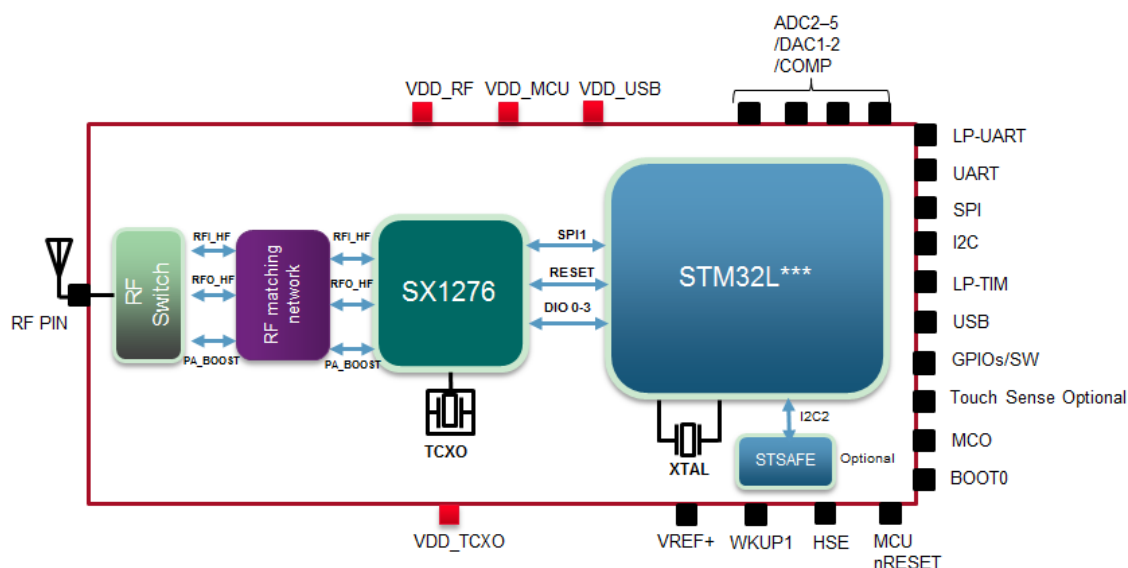 ADC2–5
/DAC1-2
/COMP
VDD_RF
VDD_MCU
VDD_USB
LP-UART
UART
SPI
I2C
LP-TIM
USB
GPIOs/SW
Touch Sense Optional
MCO
BOOT0
RF PIN
RF
Switch
RFI_HF
RFO_HF
PA_BOOST
RF matching
network
RFI_HF
RFO_HF
PA_BOOST
SX1276
SPI1
RESET
DIO 0-3
STM32L***
TCXO
XTAL
I2C2
STSAFE
Optional
VDD_TCXO
VREF+
WKUP1
HSE
MCU
nRESET